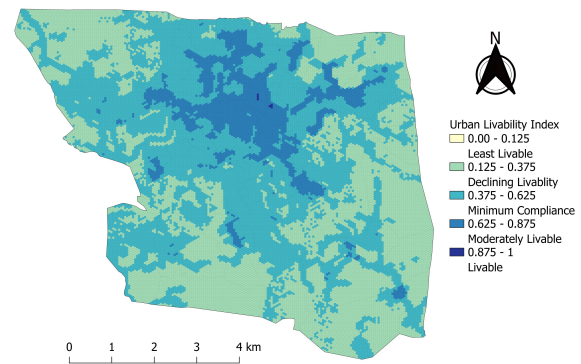 N
Urban Livability Index
0.00 - 0.125
Least Livable
0.125 - 0.375
Declining Livablity
0.375 - 0.625
Minimum Compliance
0.625 - 0.875
Moderately Livable
0.875 - 1
Livable
0 1 2 3 4 km